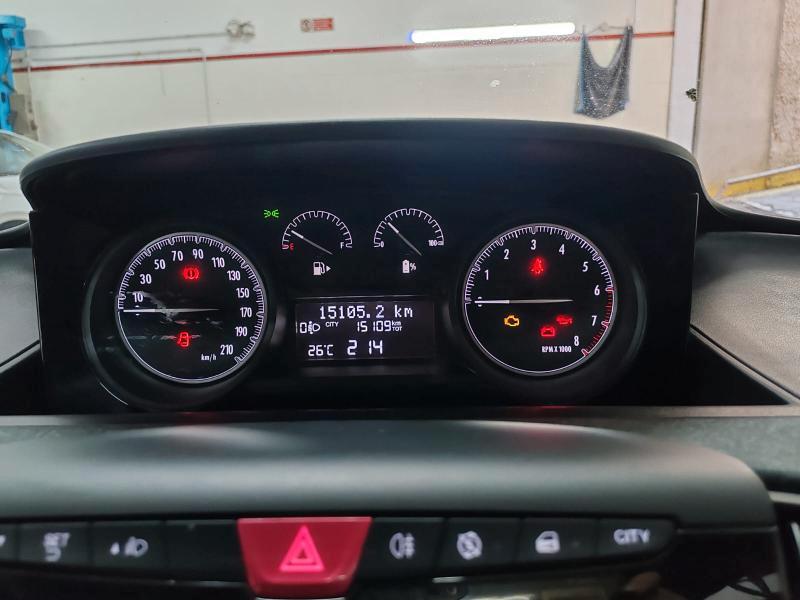 E F
0 100
%
10 30 50 70 90 110 130 150 170 190 210
km/h
15105.2 km
10 CITY 15109 km TOT
26°C 2:14
1 2 3 4 5 6 7 8
RPM X 1000
SET CITY